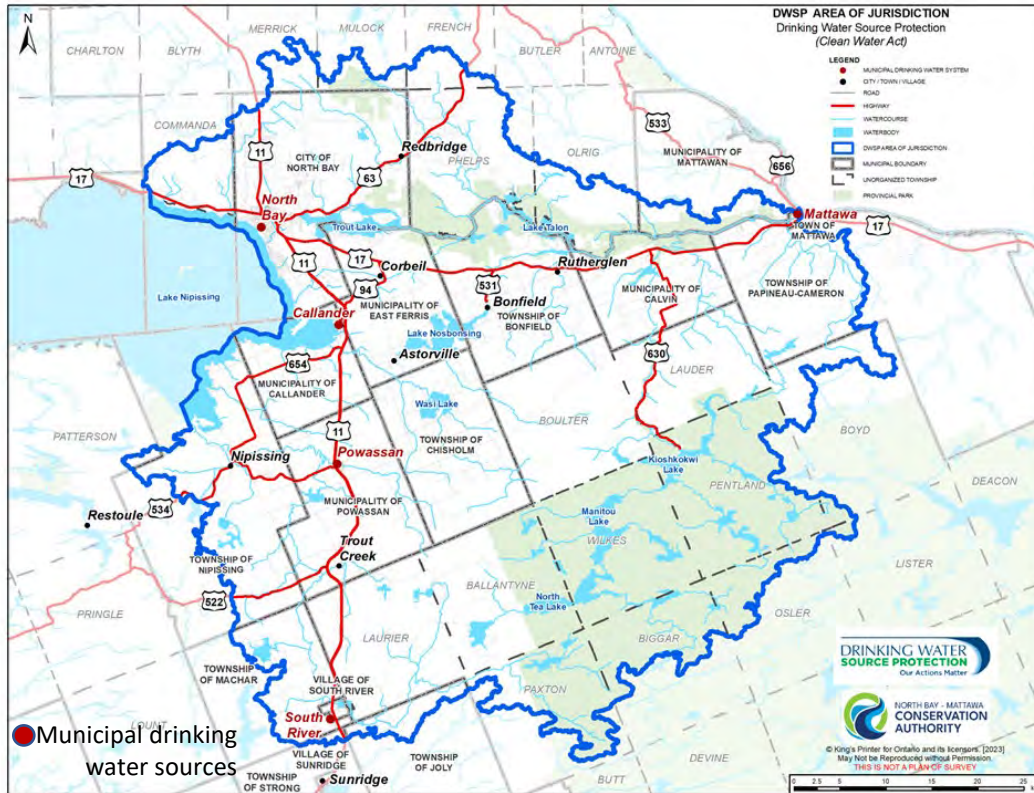 N
DWSP AREA OF JURISDICTION
Drinking Water Source Protection
(Clean Water Act)
LEGEND
MUNICIPAL DRINKING WATER SYSTEM
CITY / TOWN / VILLAGE
ROAD
HIGHWAY
WATERCOURSE
WATERBODY
DWSP AREA OF JURISDICTION
MUNICIPAL BOUNDARY
UNORGANIZED TOWNSHIP
PROVINCIAL PARK
CHARLTON
BLYTH
MERRICK
MULOCK
FRENCH
BUTLER
ANTOINE
COMMANDA
11
CITY OF
NORTH BAY
Redbridge
63
PHELPS
OLRIG
533
MUNICIPALITY OF
MATTAWAN
656
17
North
Bay
Trout Lake
Lake Talon
Mattawa
TOWN OF
MATTAWA
17
11
17
Corbeil
94
Rutherglen
531
Bonfield
TOWNSHIP OF
BONFIELD
MUNICIPALITY OF
CALVIN
TOWNSHIP OF
PAPINEAU-CAMERON
Lake Nipissing
MUNICIPALITY OF
EAST FERRIS
Callander
Lake Nosbonsing
Astorville
654
MUNICIPALITY OF
CALLANDER
630
LAUDER
Wasi Lake
BOULTER
BOYD
PATTERSON
11
TOWNSHIP OF
CHISHOLM
Nipissing
Powassan
Kioshkokwi
Lake
PENTLAND
DEACON
534
Restoule
MUNICIPALITY OF
POWASSAN
Manitou
Lake
WILKES
TOWNSHIP OF
NIPISSING
Trout
Creek
LISTER
PRINGLE
522
BALLANTYNE
North
Tea Lake
OSLER
LAURIER
BIGGAR
TOWNSHIP
OF MACHAR
VILLAGE OF
SOUTH RIVER
PAXTON
LOUNT
South
River
VILLAGE OF
SUNRIDGE
TOWNSHIP
OF JOLY
TOWNSHIP
OF STRONG
Sunridge
BUTT
DEVINE
Municipal drinking
water sources
DRINKING WATER
SOURCE PROTECTION
Our Actions Matter
NORTH BAY - MATTAWA
CONSERVATION
AUTHORITY
© King's Printer for Ontario and its licensors. [2023]
May Not be Reproduced without Permission.
THIS IS NOT A PLAN OF SURVEY
0 2.5 5 10 15 20 25